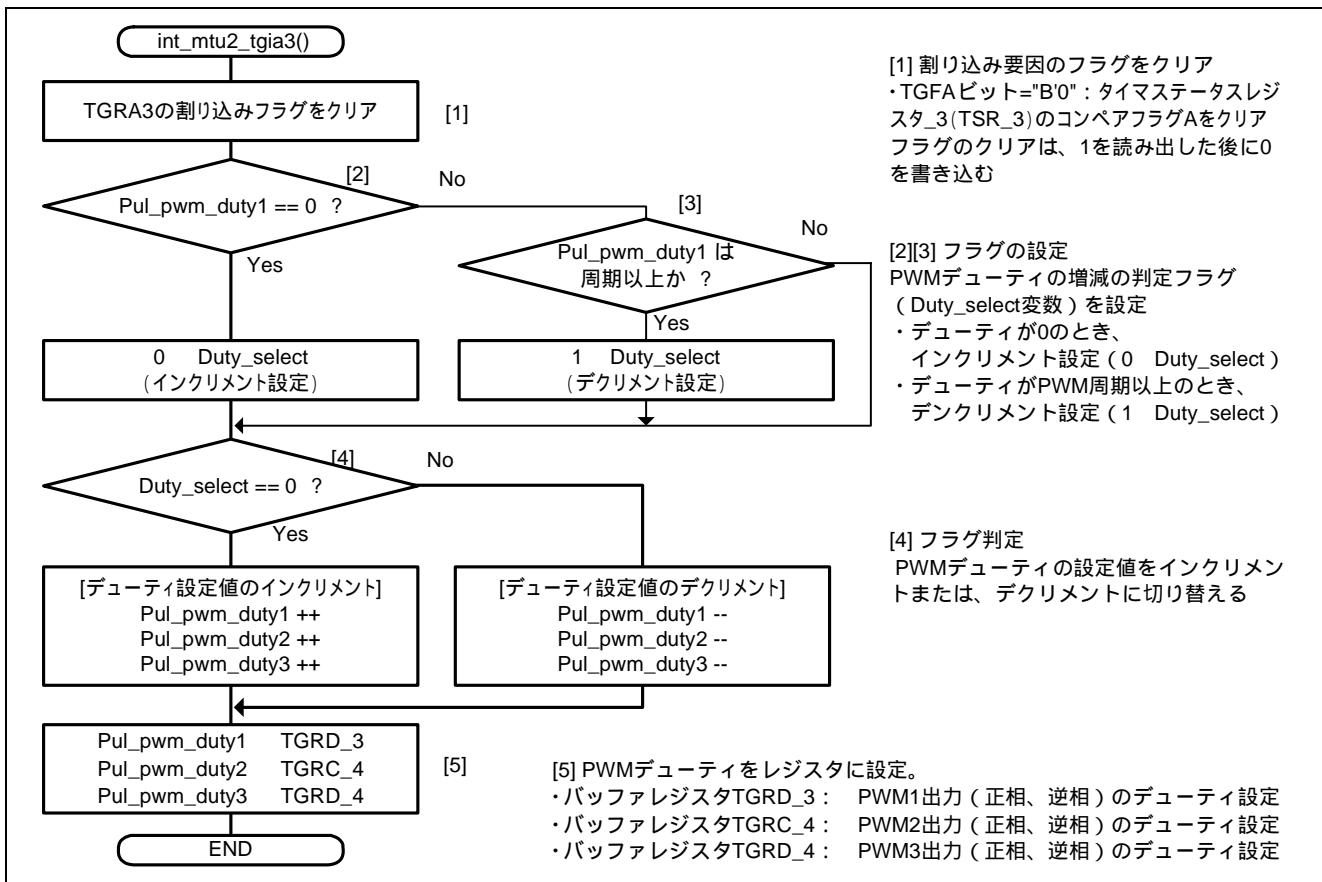 int_mtu2_tgia3()
TGRA3の割り込みフラグをクリア
[1]
[2]
No
Pul_pwm_duty1 == 0 ?
Yes
[3]
No
Pul_pwm_duty1 は
周期以上か ?
Yes
0 Duty_select
(インクリメント設定)
1 Duty_select
(デクリメント設定)
[4]
No
Duty_select == 0 ?
Yes
[デューティ設定値のインクリメント]
Pul_pwm_duty1 ++
Pul_pwm_duty2 ++
Pul_pwm_duty3 ++
[デューティ設定値のデクリメント]
Pul_pwm_duty1 --
Pul_pwm_duty2 --
Pul_pwm_duty3 --
Pul_pwm_duty1 TGRD_3
Pul_pwm_duty2 TGRC_4
Pul_pwm_duty3 TGRD_4
[5]
END
[1] 割り込み要因のフラグをクリア
・TGFAビット="B'0"：タイマステータスレジ
スタ_3(TSR_3)のコンペアフラグAをクリア
フラグのクリアは、1を読み出した後に0
を書き込む
[2][3] フラグの設定
PWMデューティの増減の判定フラグ
（Duty_select変数）を設定
・デューティが0のとき、
インクリメント設定（0 Duty_select）
・デューティがPWM周期以上のとき、
デンクリメント設定（1 Duty_select）
[4] フラグ判定
PWMデューティの設定値をインクリメン
トまたは、デクリメントに切り替える
[5] PWMデューティをレジスタに設定。
・バッファレジスタTGRD_3： PWM1出力（正相、逆相）のデューティ設定
・バッファレジスタTGRC_4： PWM2出力（正相、逆相）のデューティ設定
・バッファレジスタTGRD_4： PWM3出力（正相、逆相）のデューティ設定